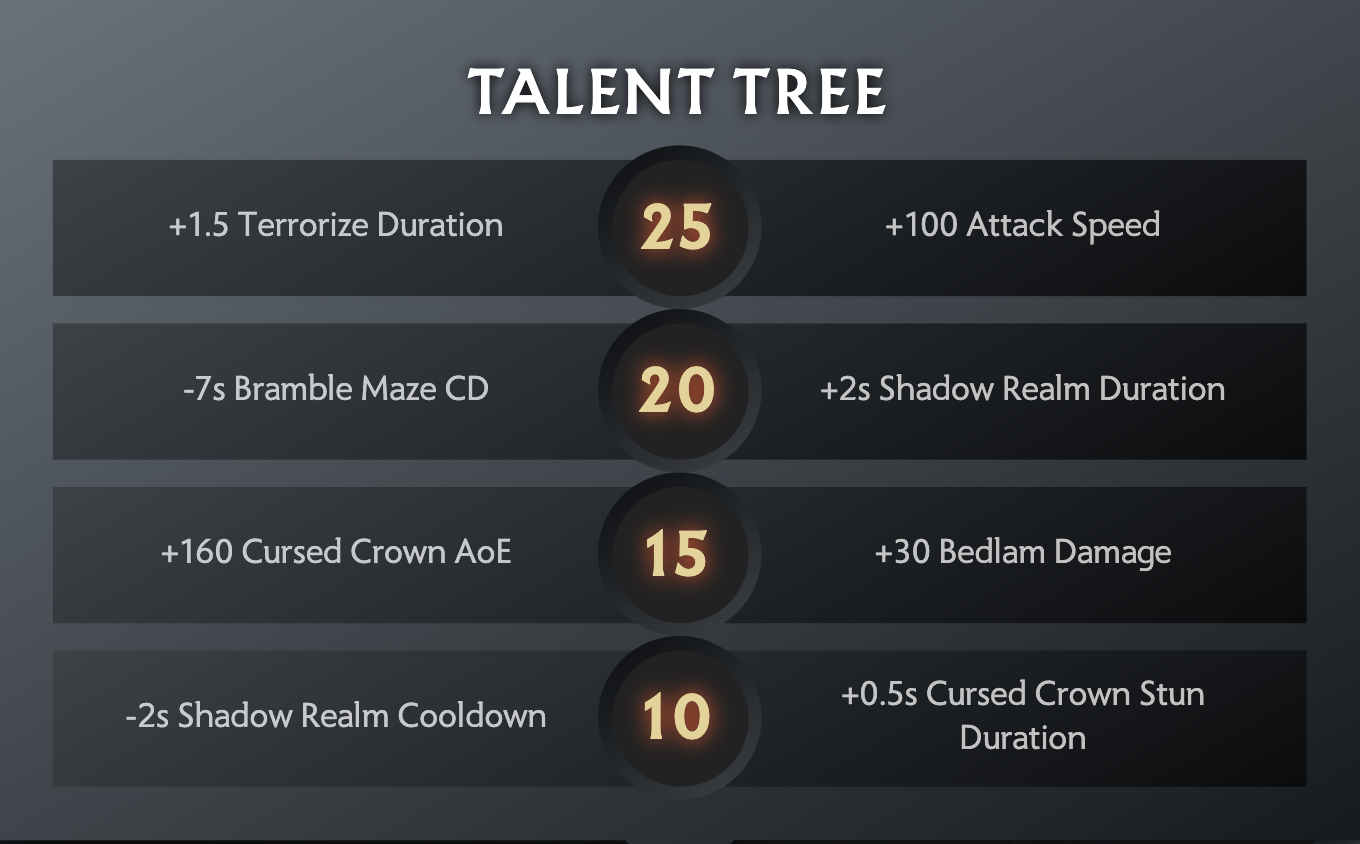 TALENT TREE
+1.5 Terrorize Duration
25
+100 Attack Speed
-7s Bramble Maze CD
20
+2s Shadow Realm Duration
+160 Cursed Crown AoE
15
+30 Bedlam Damage
-2s Shadow Realm Cooldown
10
+0.5s Cursed Crown Stun
Duration